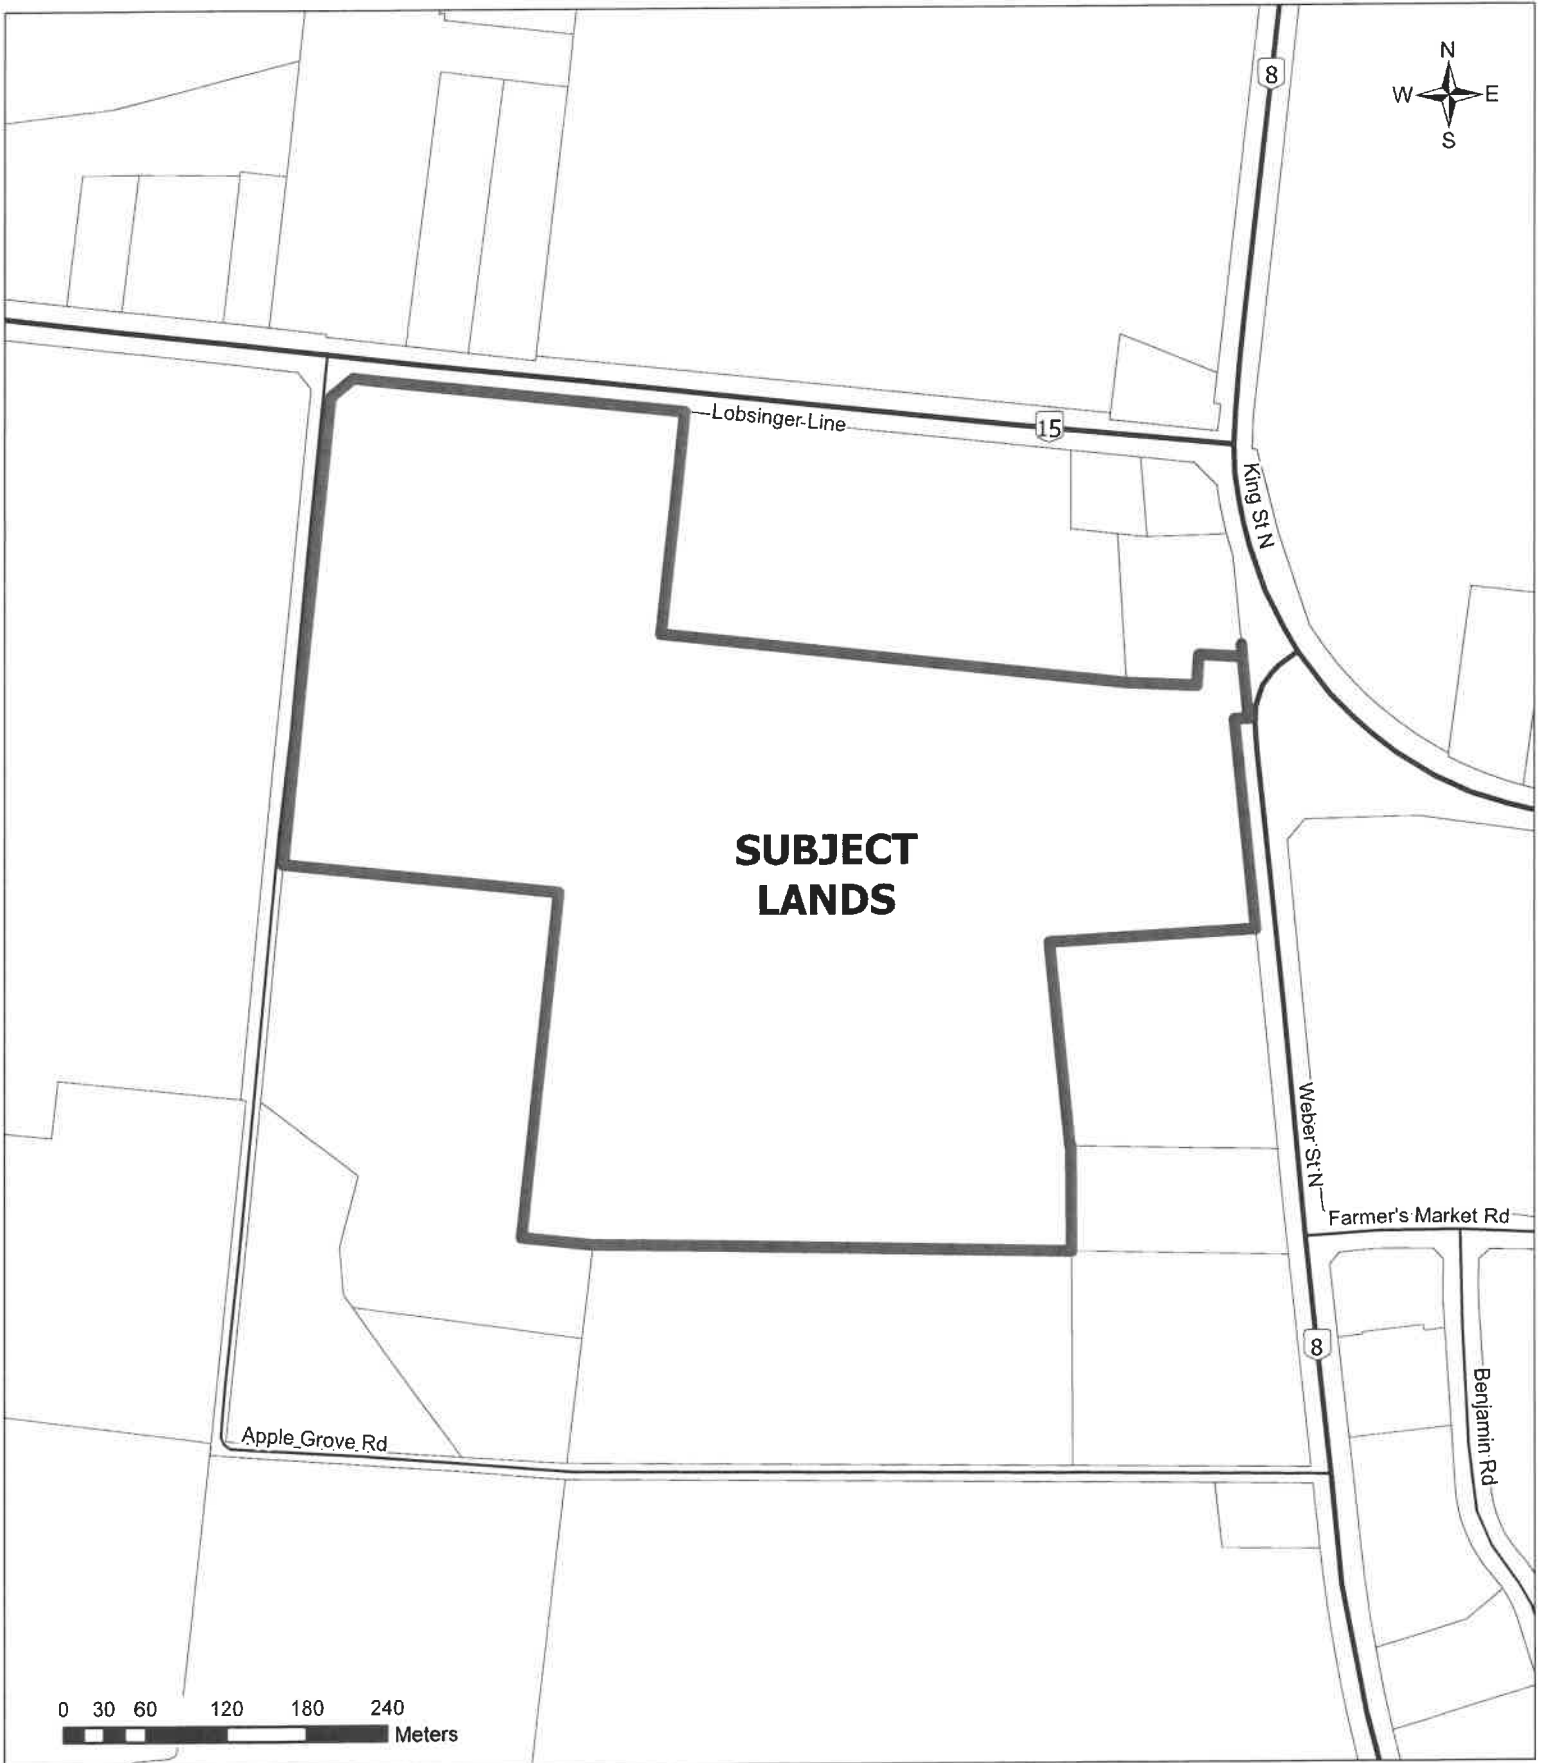 8
N
W E
S
Lobsinger Line
15
King St N
SUBJECT
LANDS
Weber St N
Farmer's Market Rd
8
Benjamin Rd
Apple Grove Rd
0 30 60 120 180 240
Meters